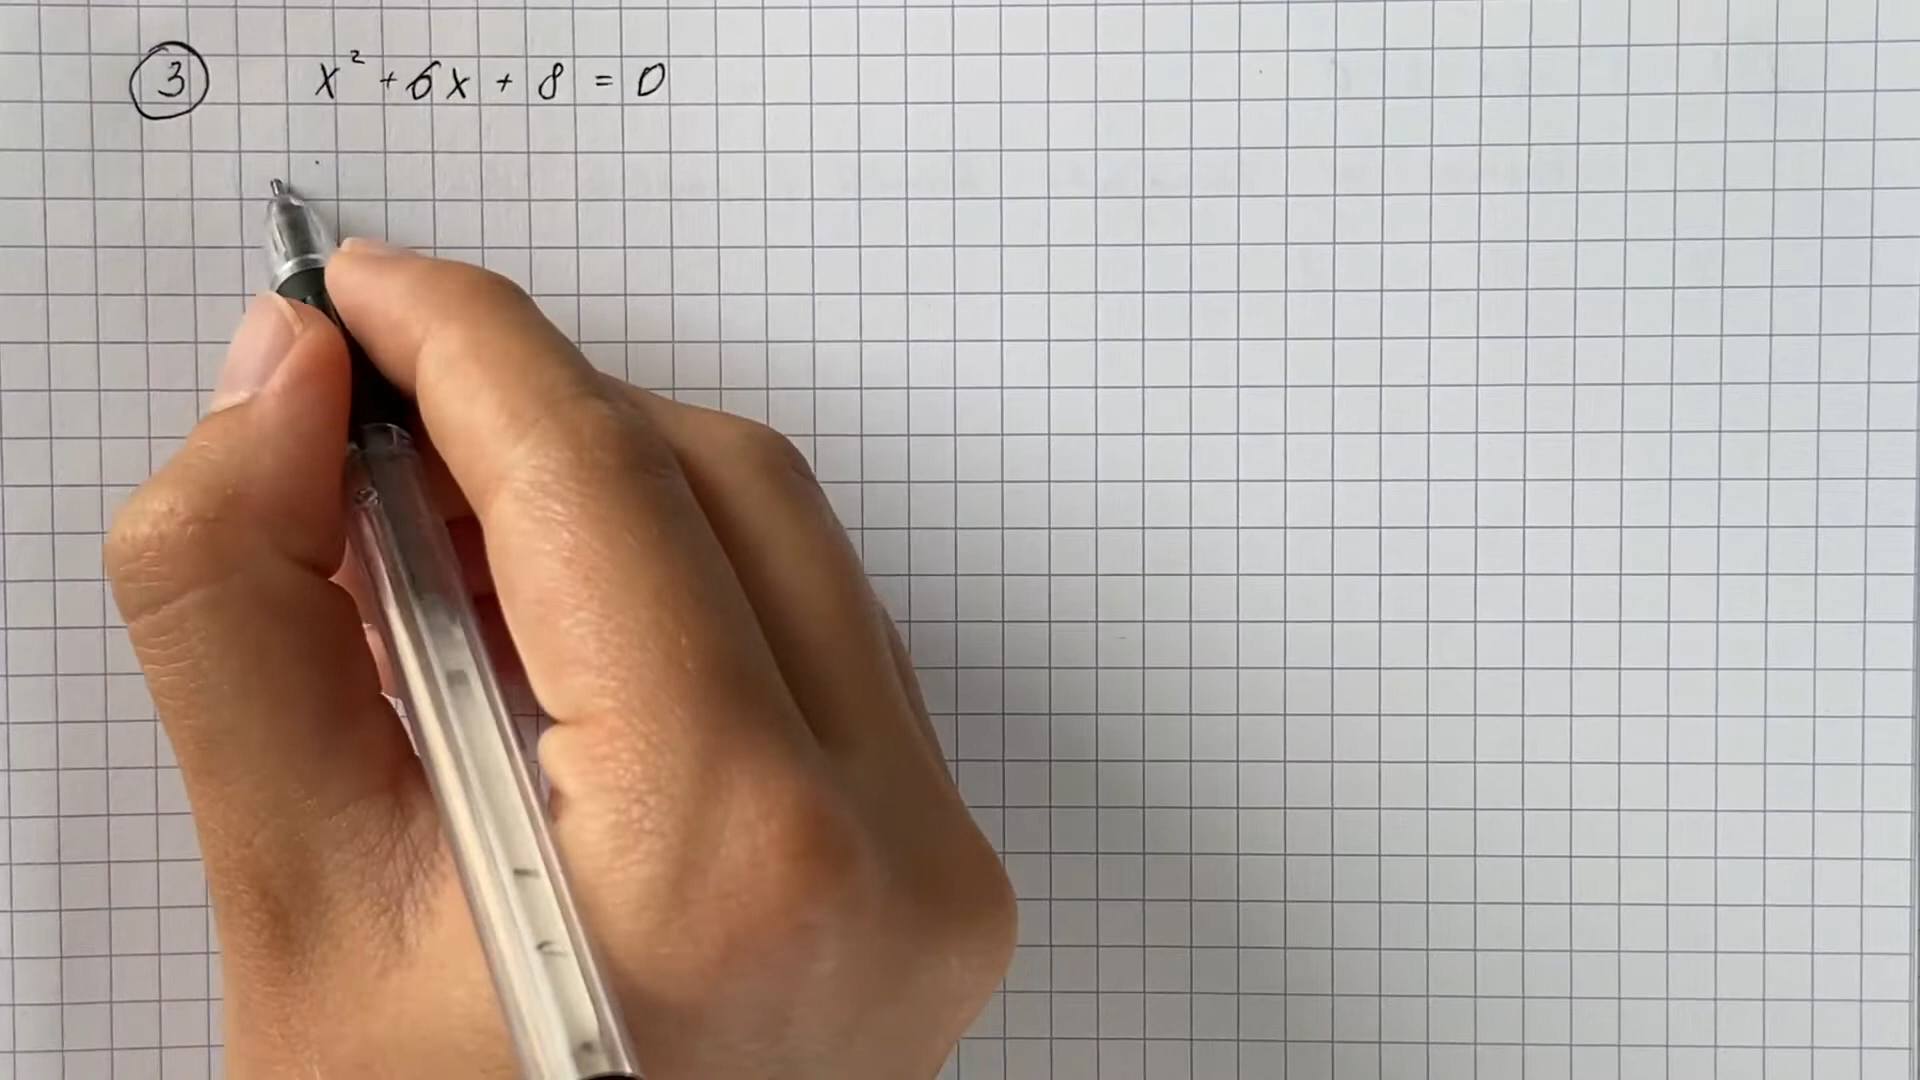 ③ x² + 6x + 8 = 0